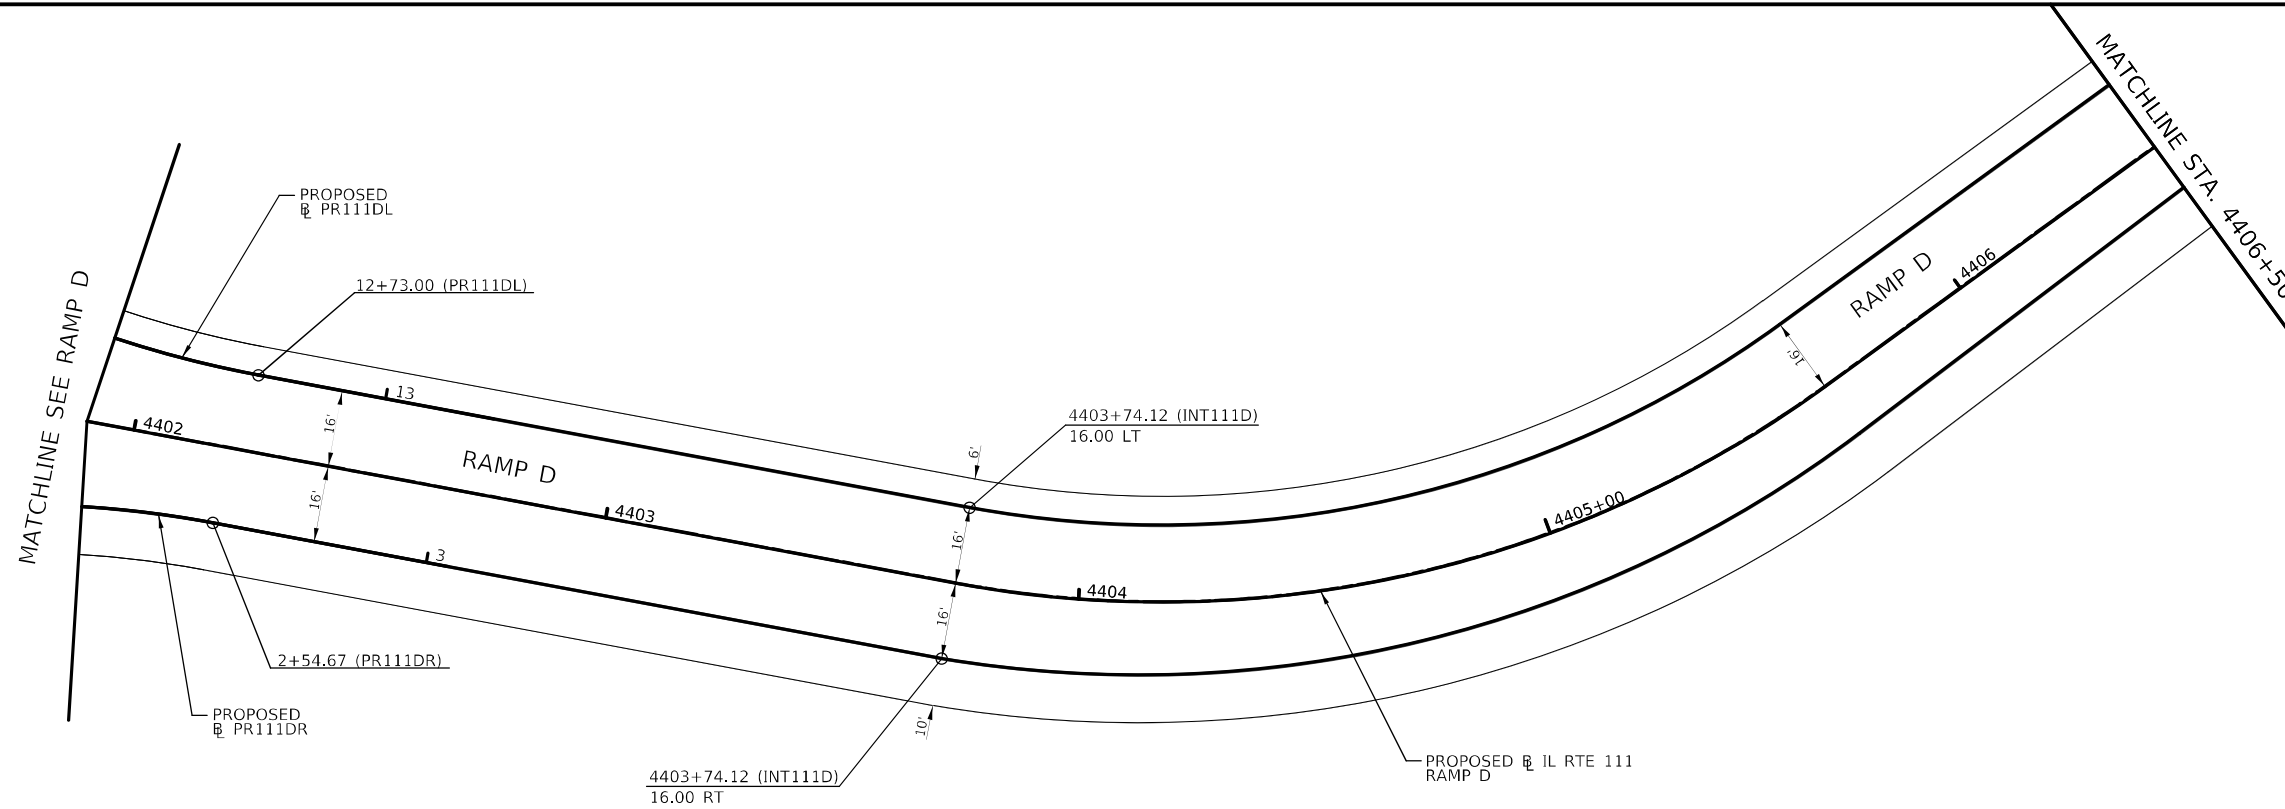 MATCHLINE STA. 4406+50
PROPOSED
℄ PR111DL
MATCHLINE SEE RAMP D
12+73.00 (PR111DL)
13
4402
16'
RAMP D
16'
4403
3
4403+74.12 (INT111D)
16.00 LT
6'
16'
16'
4404
4405+00
16'
RAMP D
4406
2+54.67 (PR111DR)
PROPOSED
℄ PR111DR
10'
4403+74.12 (INT111D)
16.00 RT
PROPOSED ℄ IL RTE 111
RAMP D